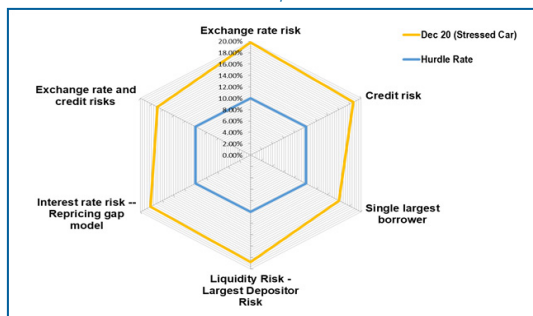 Exchange rate risk
20.00%
18.00%
16.00%
14.00%
12.00%
10.00%
8.00%
6.00%
4.00%
2.00%
0.00%
Dec 20 (Stressed Car)
Hurdle Rate
Credit risk
Single largest
borrower
Liquidity Risk -
Largest Depositor
Risk
Interest rate risk --
Repricing gap
model
Exchange rate and
credit risks